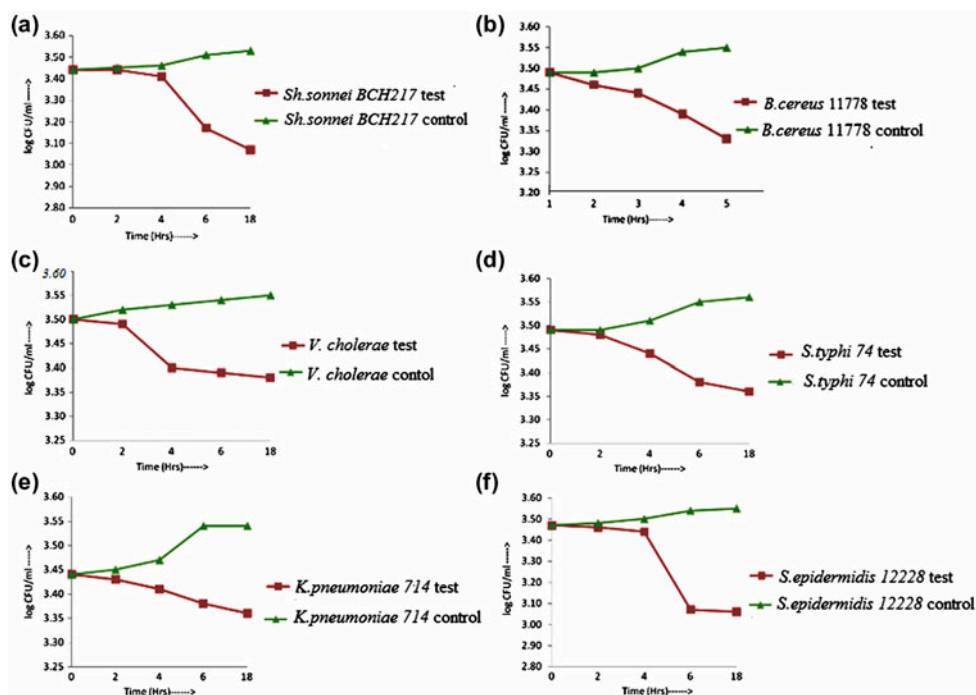 (a)
3.60
3.50
3.40
3.30
3.20
3.10
3.00
2.90
2.80
log CFU/ml ----->
0 2 4 6 18
Time (Hrs)------>
Sh.sonnei BCH217 test
Sh.sonnei BCH217 control
(b)
3.60
3.55
3.50
3.45
3.40
3.35
3.30
3.25
3.20
log CFU/ml ----->
1 2 3 4 5
Time (Hrs)------>
B.cereus 11778 test
B.cereus 11778 control
(c)
3.60
3.55
3.50
3.45
3.40
3.35
3.30
3.25
log CFU/ml ----->
0 2 4 6 18
Time (Hrs)------>
V. cholerae test
V. cholerae contol
(d)
3.60
3.55
3.50
3.45
3.40
3.35
3.30
3.25
log CFU/ml ----->
0 2 4 6 18
Time (Hrs)------>
S.typhi 74 test
S.typhi 74 control
(e)
3.60
3.55
3.50
3.45
3.40
3.35
3.30
3.25
log CFU/ml ----->
0 2 4 6 18
Time (Hrs)------>
K.pneumoniae 714 test
K.pneumoniae 714 control
(f)
3.60
3.50
3.40
3.30
3.20
3.10
3.00
2.90
2.80
log CFU/ml ----->
0 2 4 6 18
Time (Hrs)------>
S.epidermidis 12228 test
S.epidermidis 12228 control